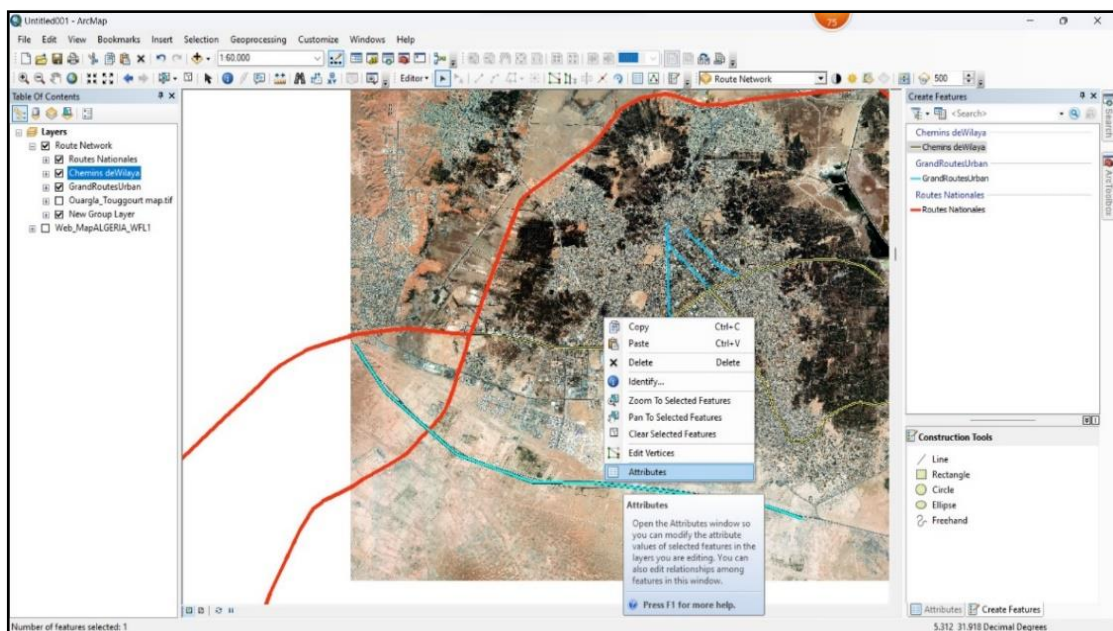 Untitled001 - ArcMap
75
File Edit View Bookmarks Insert Selection Geoprocessing Customize Windows Help
1:60,000
Editor
Route Network
500
Table Of Contents
Layers
Route Network
Routes Nationales
Chemins deWilaya
GrandRoutesUrban
Ouargla_Touggourt map.tif
New Group Layer
Web_MapALGERIA_WFL1
Copy Ctrl+C
Paste Ctrl+V
Delete Delete
Identify...
Zoom To Selected Features
Pan To Selected Features
Clear Selected Features
Edit Vertices
Attributes
Attributes
Open the Attributes window so
you can modify the attribute
values of selected features in the
layers you are editing. You can
also edit relationships among
features in this window.
Press F1 for more help.
Create Features
<Search>
Chemins deWilaya
Chemins deWilaya
GrandRoutesUrban
GrandRoutesUrban
Routes Nationales
Routes Nationales
Construction Tools
Line
Rectangle
Circle
Ellipse
Freehand
Attributes Create Features
Search
ArcToolbox
Number of features selected: 1
5.312 31.918 Decimal Degrees